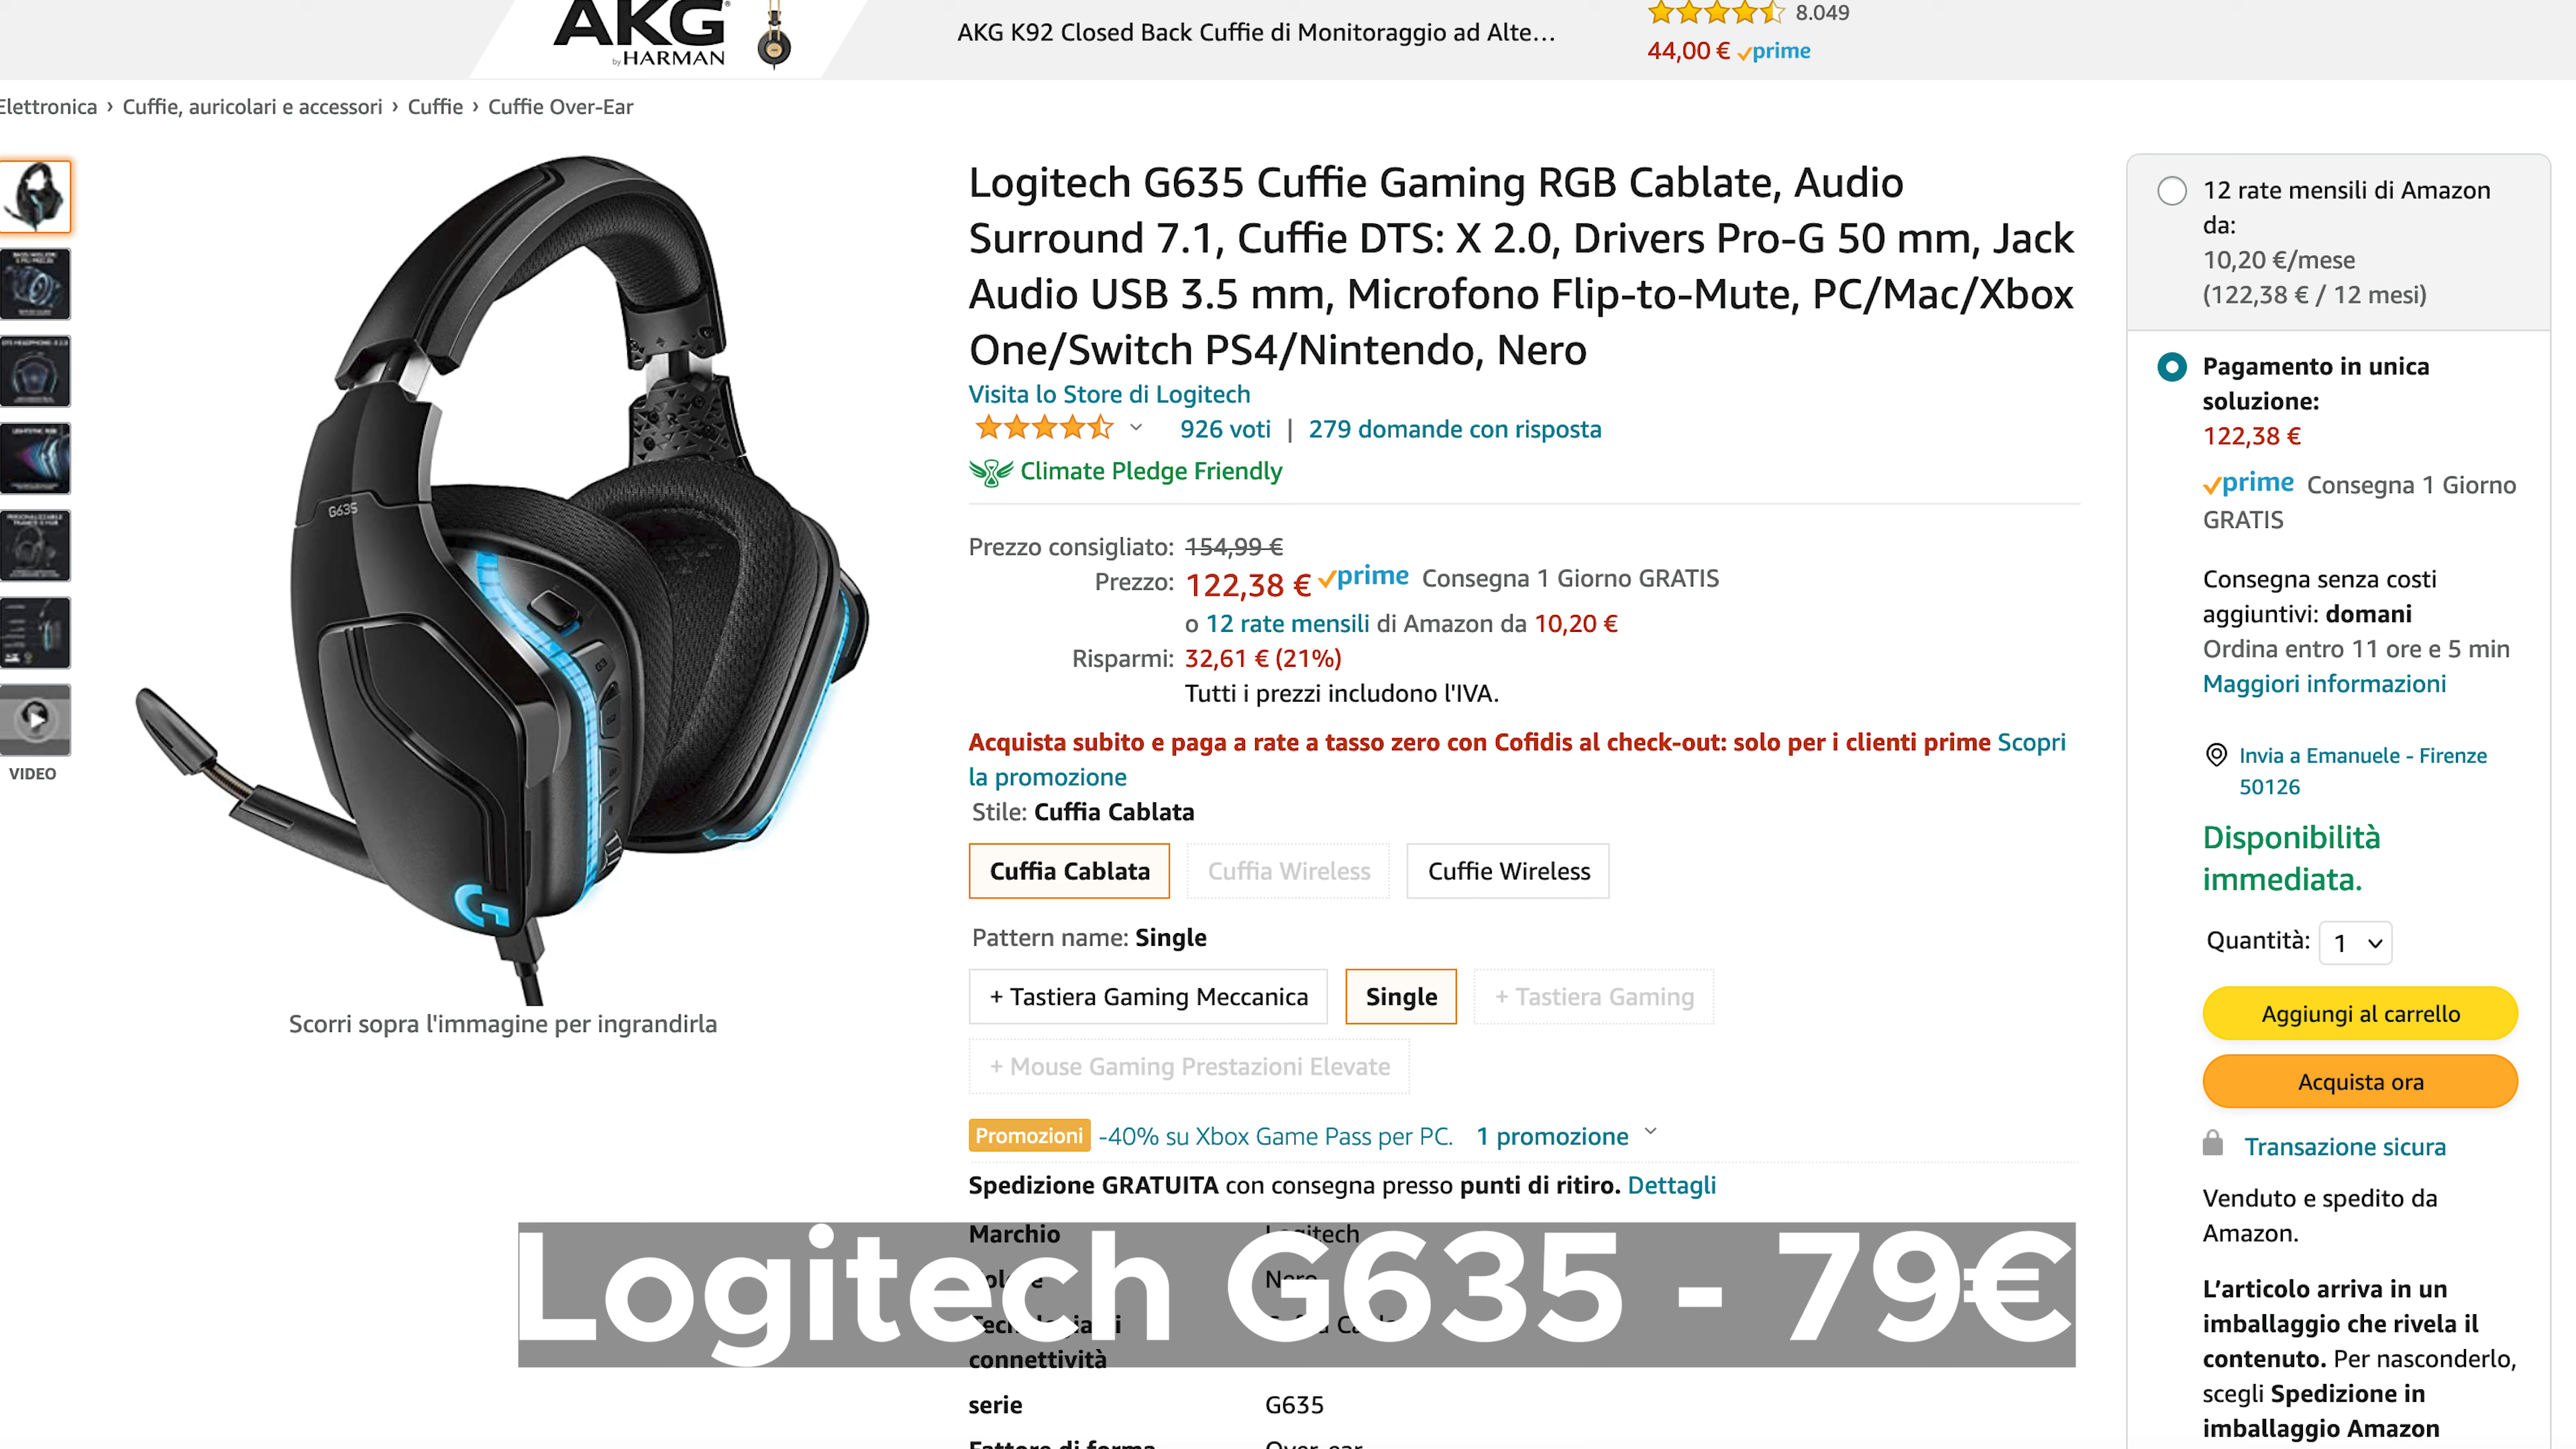 AKG
by HARMAN
AKG K92 Closed Back Cuffie di Monitoraggio ad Alte…
8.049
44,00 € prime
Elettronica › Cuffie, auricolari e accessori › Cuffie › Cuffie Over-Ear
G635
G3
VIDEO
Scorri sopra l'immagine per ingrandirla
Logitech G635 Cuffie Gaming RGB Cablate, Audio
Surround 7.1, Cuffie DTS: X 2.0, Drivers Pro-G 50 mm, Jack
Audio USB 3.5 mm, Microfono Flip-to-Mute, PC/Mac/Xbox
One/Switch PS4/Nintendo, Nero
Visita lo Store di Logitech
926 voti | 279 domande con risposta
Climate Pledge Friendly
Prezzo consigliato: 154,99 €
Prezzo: 122,38 € prime Consegna 1 Giorno GRATIS
o 12 rate mensili di Amazon da 10,20 €
Risparmi: 32,61 € (21%)
Tutti i prezzi includono l'IVA.
Acquista subito e paga a rate a tasso zero con Cofidis al check-out: solo per i clienti prime Scopri
la promozione
Stile: Cuffia Cablata
Cuffia Cablata Cuffia Wireless Cuffie Wireless
Pattern name: Single
+ Tastiera Gaming Meccanica Single + Tastiera Gaming
+ Mouse Gaming Prestazioni Elevate
Promozioni -40% su Xbox Game Pass per PC. 1 promozione
Spedizione GRATUITA con consegna presso punti di ritiro. Dettagli
Marchio Logitech
Logitech G635 - 79€
Nero
connettività
serie G635
Fattore di forma Over-ear
12 rate mensili di Amazon
da:
10,20 €/mese
(122,38 € / 12 mesi)
Pagamento in unica
soluzione:
122,38 €
prime Consegna 1 Giorno
GRATIS
Consegna senza costi
aggiuntivi: domani
Ordina entro 11 ore e 5 min
Maggiori informazioni
Invia a Emanuele - Firenze
50126
Disponibilità
immediata.
Quantità: 1
Aggiungi al carrello
Acquista ora
Transazione sicura
Venduto e spedito da
Amazon.
L’articolo arriva in un
imballaggio che rivela il
contenuto. Per nasconderlo,
scegli Spedizione in
imballaggio Amazon